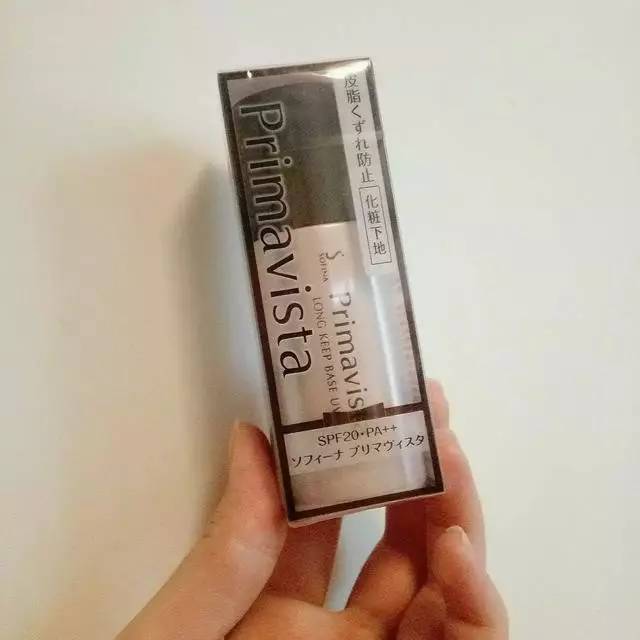 Primavista
皮脂くずれ防止
化粧下地
SOFINA
Primavis
LONG KEEP BASE UV
SPF20・PA++
ソフィーナ プリマヴィスタ